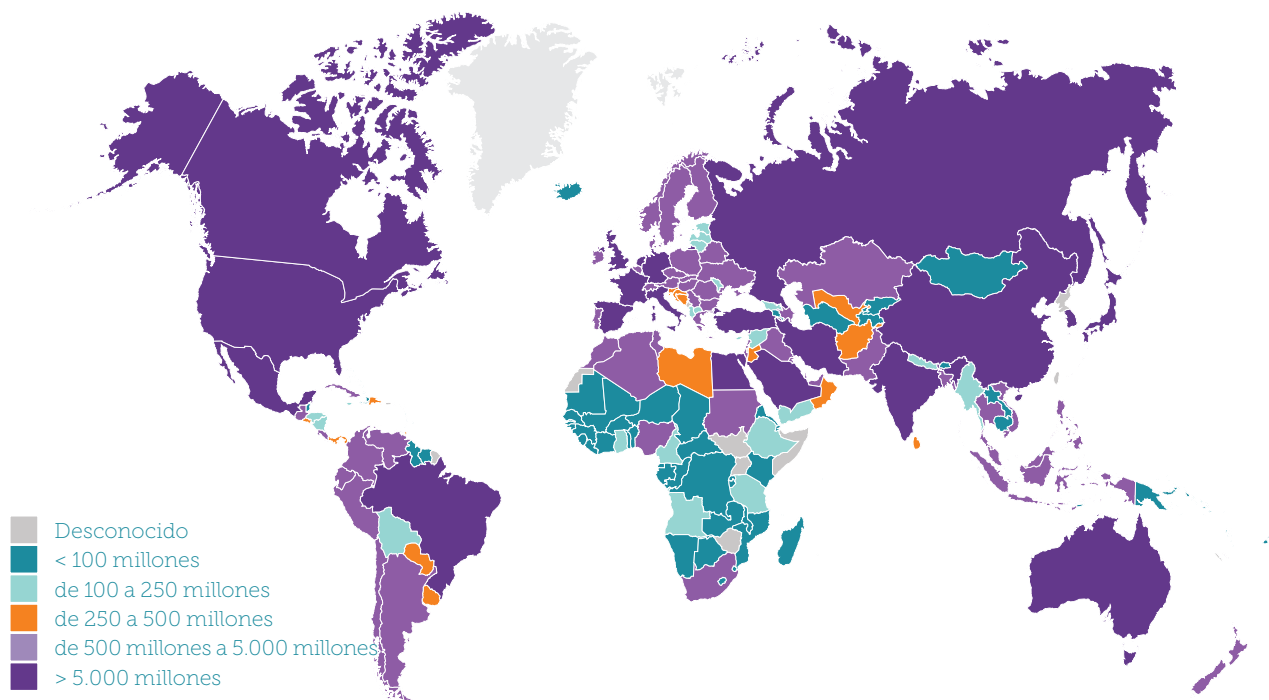 Desconocido
< 100 millones
de 100 a 250 millones
de 250 a 500 millones
de 500 millones a 5.000 millones
> 5.000 millones